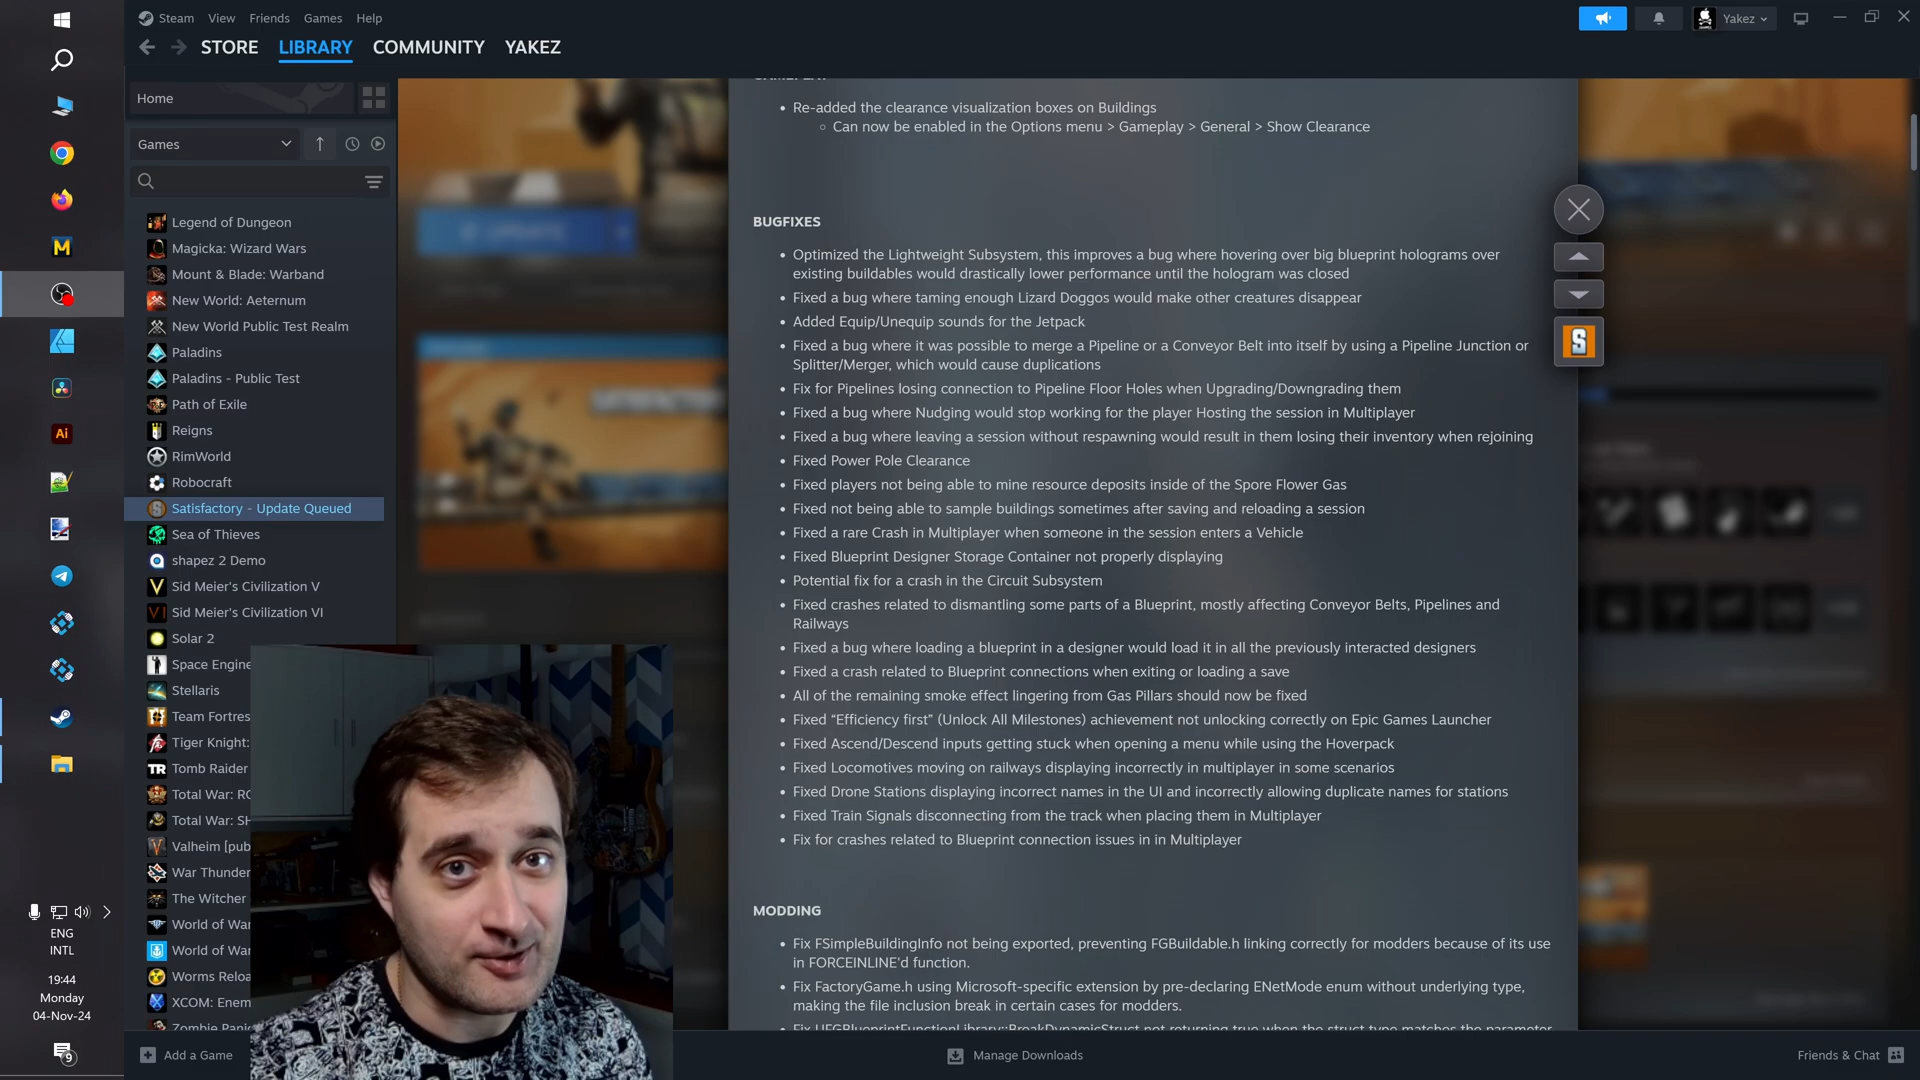 Steam View Friends Games Help
Yakez
STORE LIBRARY COMMUNITY YAKEZ
Home
Games
Legend of Dungeon
Magicka: Wizard Wars
Mount & Blade: Warband
New World: Aeternum
New World Public Test Realm
Paladins
Paladins - Public Test
Path of Exile
Reigns
RimWorld
Robocraft
Satisfactory - Update Queued
Sea of Thieves
shapez 2 Demo
Sid Meier's Civilization V
Sid Meier's Civilization VI
Solar 2
Space Engine
Stellaris
Team Fortres
Tiger Knight:
Tomb Raider
Total War: RO
Total War: SH
Valheim [pub
War Thunder
The Witcher
World of War
World of War
Worms Reloa
XCOM: Enem
Zombie Panic
Add a Game
GAMEPLAY
• Re-added the clearance visualization boxes on Buildings
○ Can now be enabled in the Options menu > Gameplay > General > Show Clearance
BUGFIXES
• Optimized the Lightweight Subsystem, this improves a bug where hovering over big blueprint holograms over
existing buildables would drastically lower performance until the hologram was closed
• Fixed a bug where taming enough Lizard Doggos would make other creatures disappear
• Added Equip/Unequip sounds for the Jetpack
• Fixed a bug where it was possible to merge a Pipeline or a Conveyor Belt into itself by using a Pipeline Junction or
Splitter/Merger, which would cause duplications
• Fix for Pipelines losing connection to Pipeline Floor Holes when Upgrading/Downgrading them
• Fixed a bug where Nudging would stop working for the player Hosting the session in Multiplayer
• Fixed a bug where leaving a session without respawning would result in them losing their inventory when rejoining
• Fixed Power Pole Clearance
• Fixed players not being able to mine resource deposits inside of the Spore Flower Gas
• Fixed not being able to sample buildings sometimes after saving and reloading a session
• Fixed a rare Crash in Multiplayer when someone in the session enters a Vehicle
• Fixed Blueprint Designer Storage Container not properly displaying
• Potential fix for a crash in the Circuit Subsystem
• Fixed crashes related to dismantling some parts of a Blueprint, mostly affecting Conveyor Belts, Pipelines and
Railways
• Fixed a bug where loading a blueprint in a designer would load it in all the previously interacted designers
• Fixed a crash related to Blueprint connections when exiting or loading a save
• All of the remaining smoke effect lingering from Gas Pillars should now be fixed
• Fixed “Efficiency first” (Unlock All Milestones) achievement not unlocking correctly on Epic Games Launcher
• Fixed Ascend/Descend inputs getting stuck when opening a menu while using the Hoverpack
• Fixed Locomotives moving on railways displaying incorrectly in multiplayer in some scenarios
• Fixed Drone Stations displaying incorrect names in the UI and incorrectly allowing duplicate names for stations
• Fixed Train Signals disconnecting from the track when placing them in Multiplayer
• Fix for crashes related to Blueprint connection issues in in Multiplayer
MODDING
• Fix FSimpleBuildingInfo not being exported, preventing FGBuildable.h linking correctly for modders because of its use
in FORCEINLINE'd function.
• Fix FactoryGame.h using Microsoft-specific extension by pre-declaring ENetMode enum without underlying type,
making the file inclusion break in certain cases for modders.
• Fix UFGBlueprintFunctionLibrary::BreakDynamicStruct not returning true when the struct type matches the parameter
Manage Downloads
Friends & Chat
ENG
INTL
19:44
Monday
04-Nov-24
9